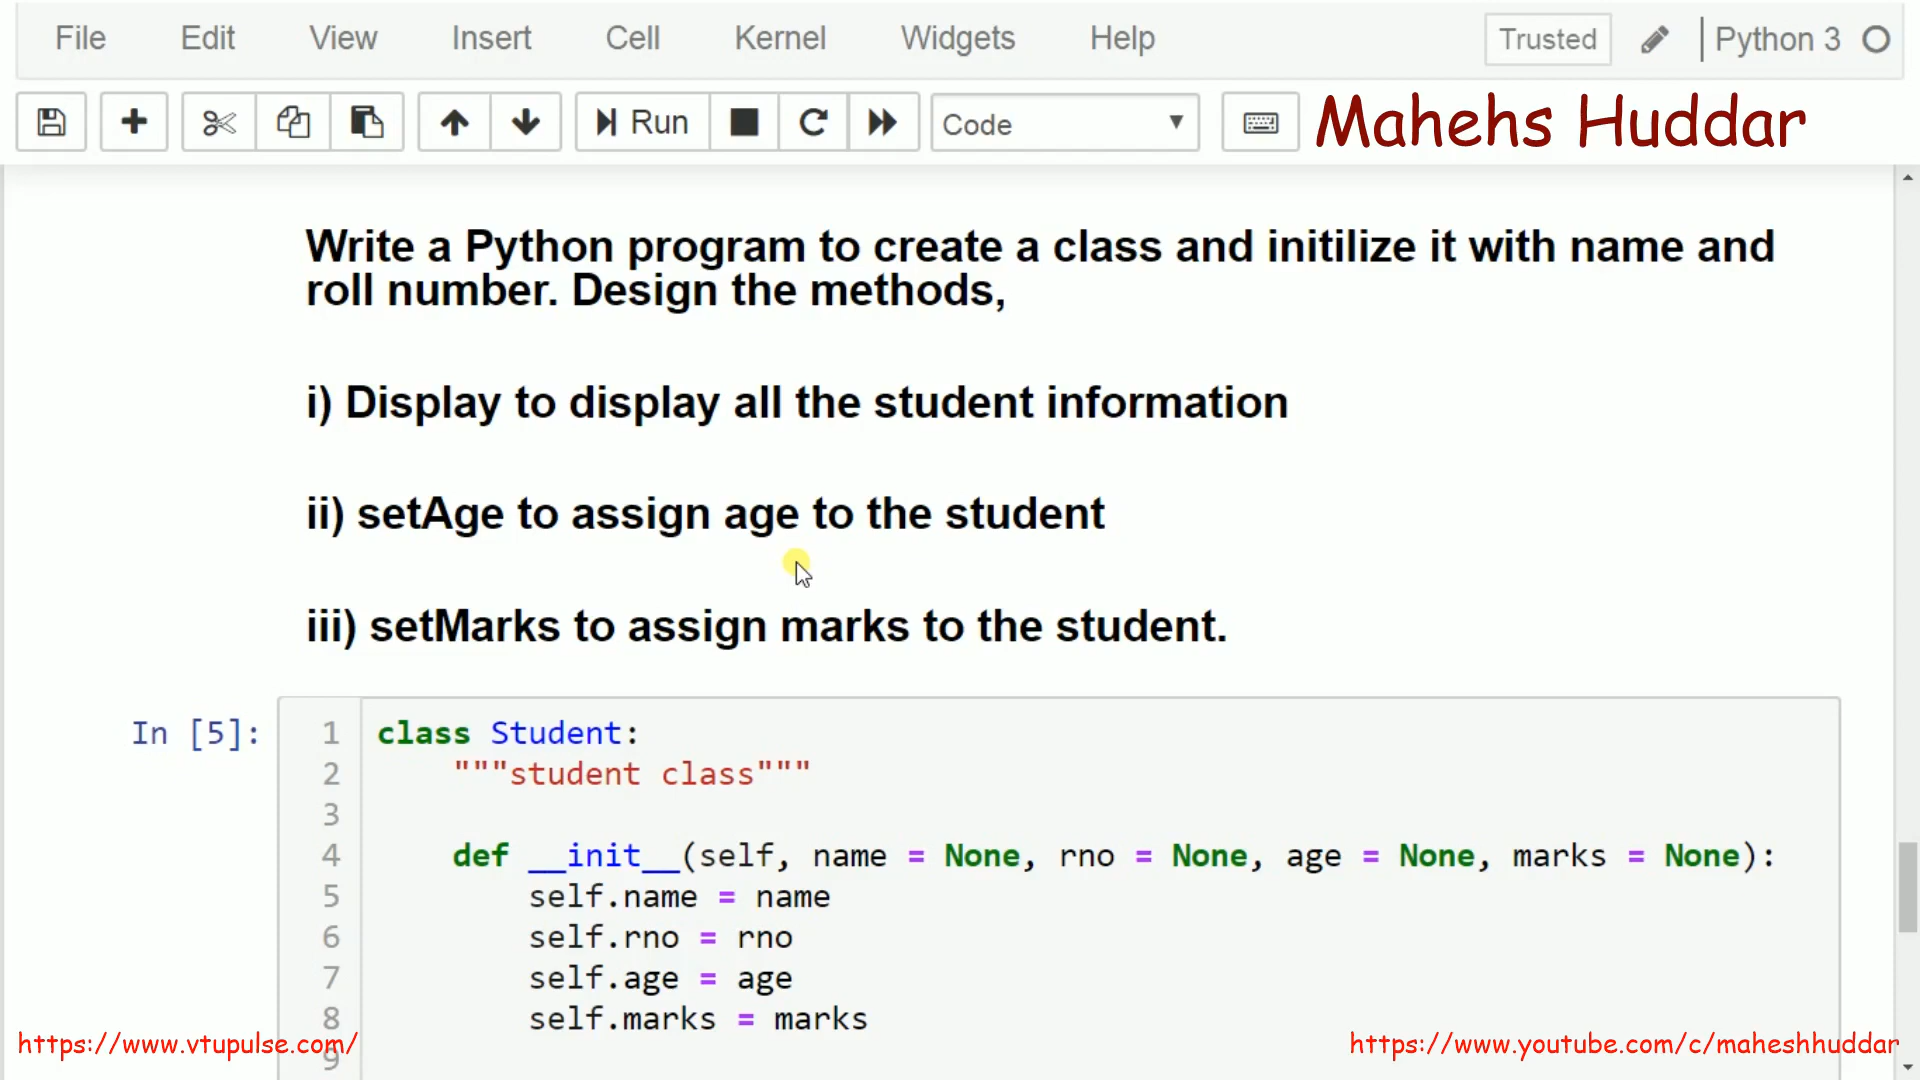 File Edit View Insert Cell Kernel Widgets Help Trusted Python 3
Run Code Mahehs Huddar
Write a Python program to create a class and initilize it with name and
roll number. Design the methods,
i) Display to display all the student information
ii) setAge to assign age to the student
iii) setMarks to assign marks to the student.
In [5]:
1 class Student:
2 """student class"""
3
4 def __init__(self, name = None, rno = None, age = None, marks = None):
5 self.name = name
6 self.rno = rno
7 self.age = age
8 self.marks = marks
9
https://www.vtupulse.com/ https://www.youtube.com/c/maheshhuddar